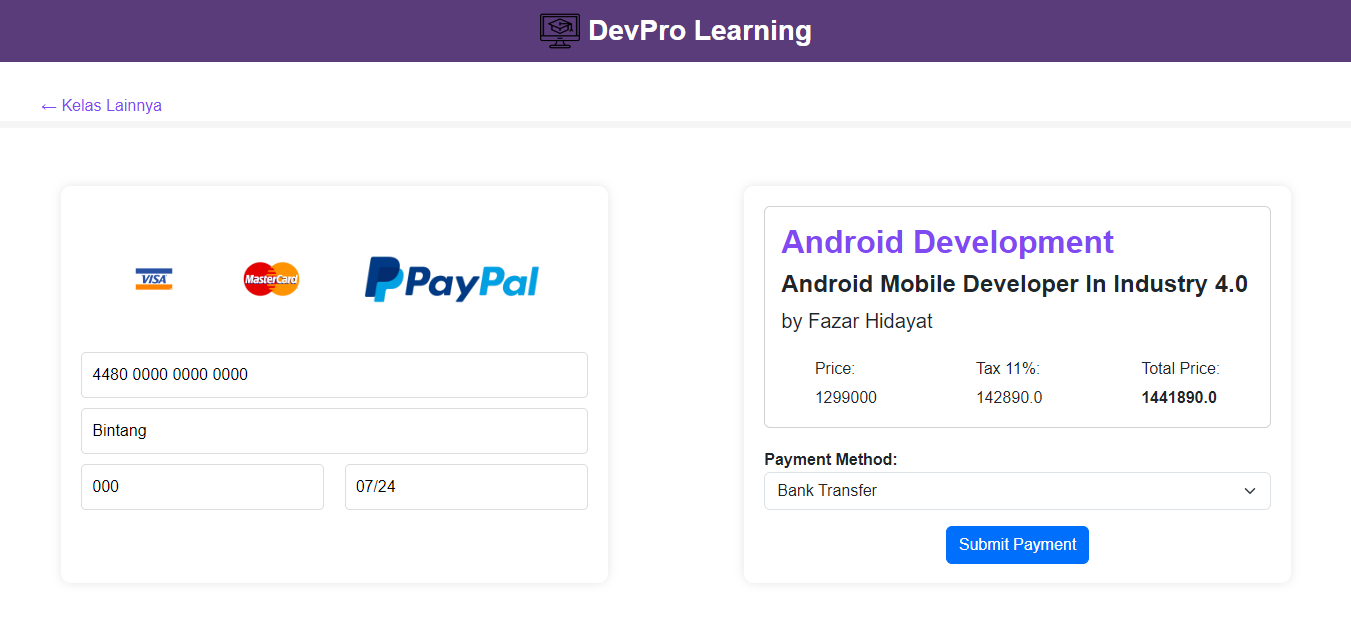 DevPro Learning
← Kelas Lainnya
VISA MasterCard PayPal
4480 0000 0000 0000
Bintang
000 07/24
Android Development
Android Mobile Developer In Industry 4.0
by Fazar Hidayat
Price: Tax 11%: Total Price:
1299000 142890.0 1441890.0
Payment Method:
Bank Transfer
Submit Payment